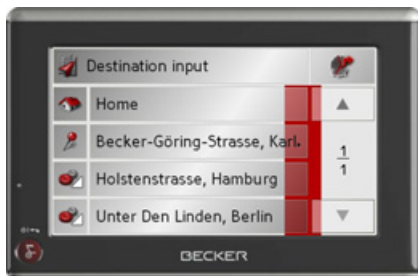 Destination input
Home
Becker-Göring-Strasse, Karl.
1
1
Holstenstrasse, Hamburg
Unter Den Linden, Berlin
BECKER